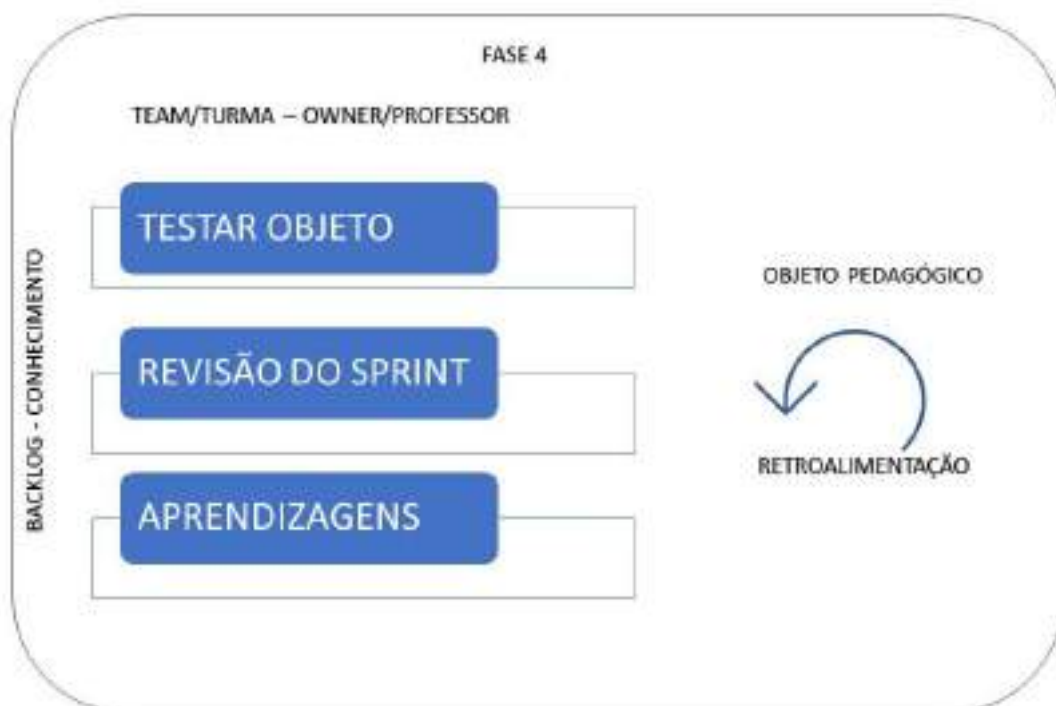 FASE 4
TEAM/TURMA – OWNER/PROFESSOR
BACKLOG - CONHECIMENTO
TESTAR OBJETO
REVISÃO DO SPRINT
APRENDIZAGENS
OBJETO PEDAGÓGICO
RETROALIMENTAÇÃO